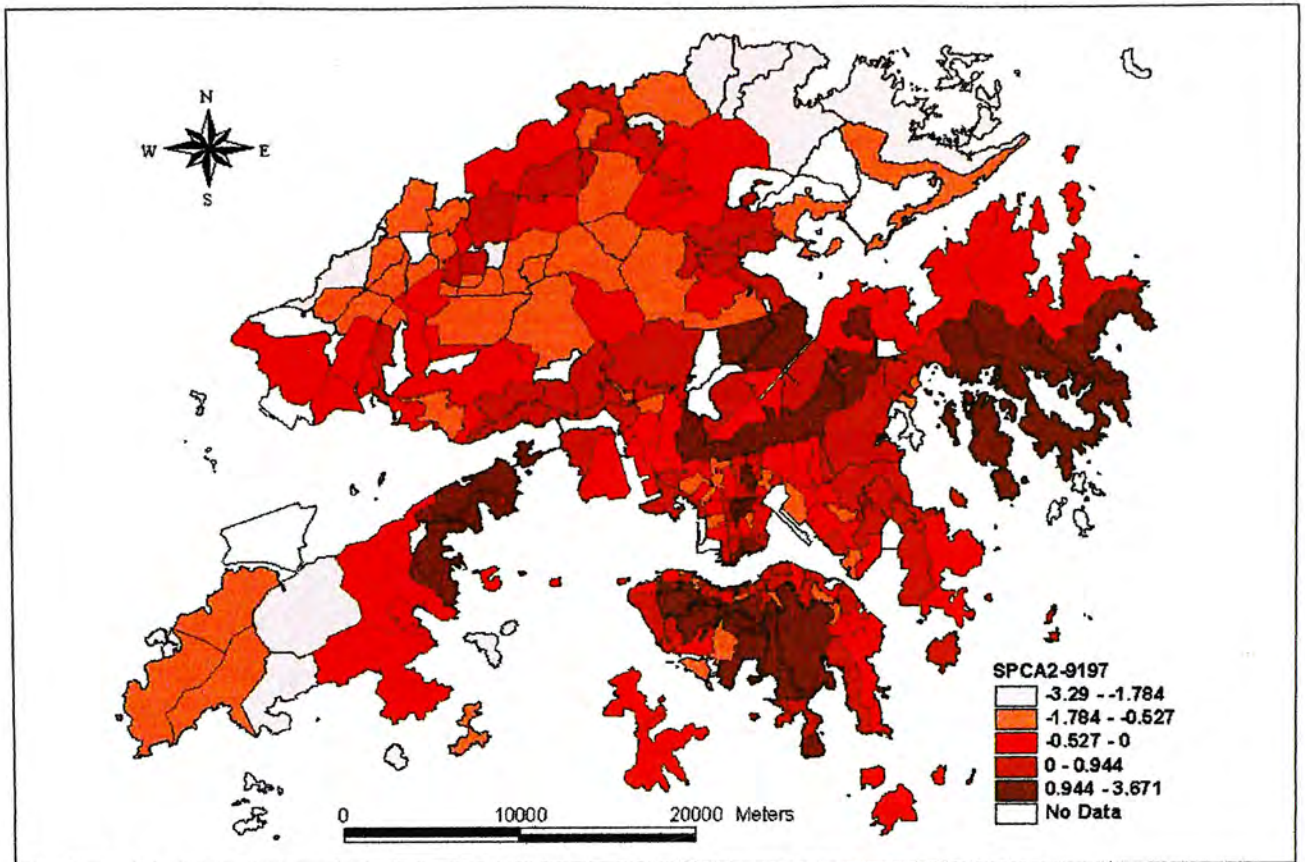 N
W E
S
SPCA2-9197
-3.29 - -1.784
-1.784 - -0.527
-0.527 - 0
0 - 0.944
0.944 - 3.671
No Data
0 10000 20000 Meters